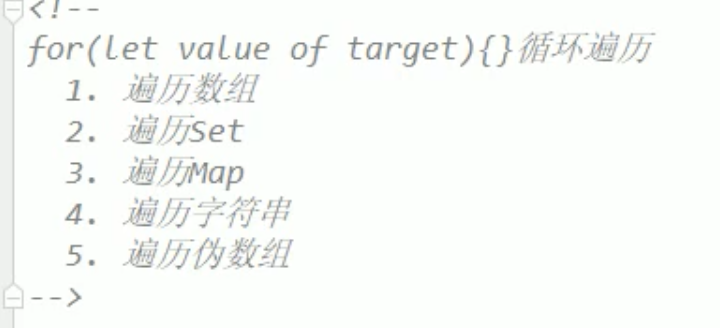 <!--
for(let value of target){}循环遍历
1. 遍历数组
2. 遍历Set
3. 遍历Map
4. 遍历字符串
5. 遍历伪数组
-->